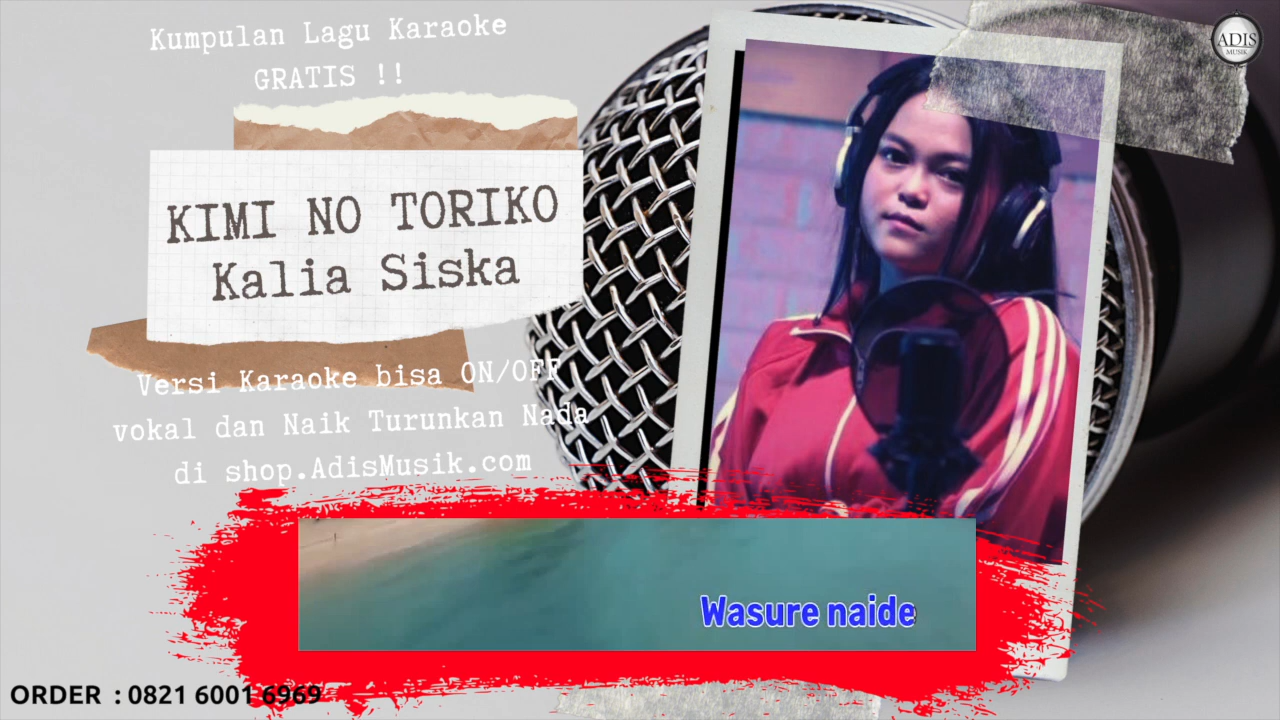 Kumpulan Lagu Karaoke
GRATIS !!
ADIS
MUSIK
KIMI NO TORIKO
Kalia Siska
Versi Karaoke bisa ON/OFF
vokal dan Naik Turunkan Nada
di shop.AdisMusik.com
Wasure naide
ORDER : 0821 6001 6969